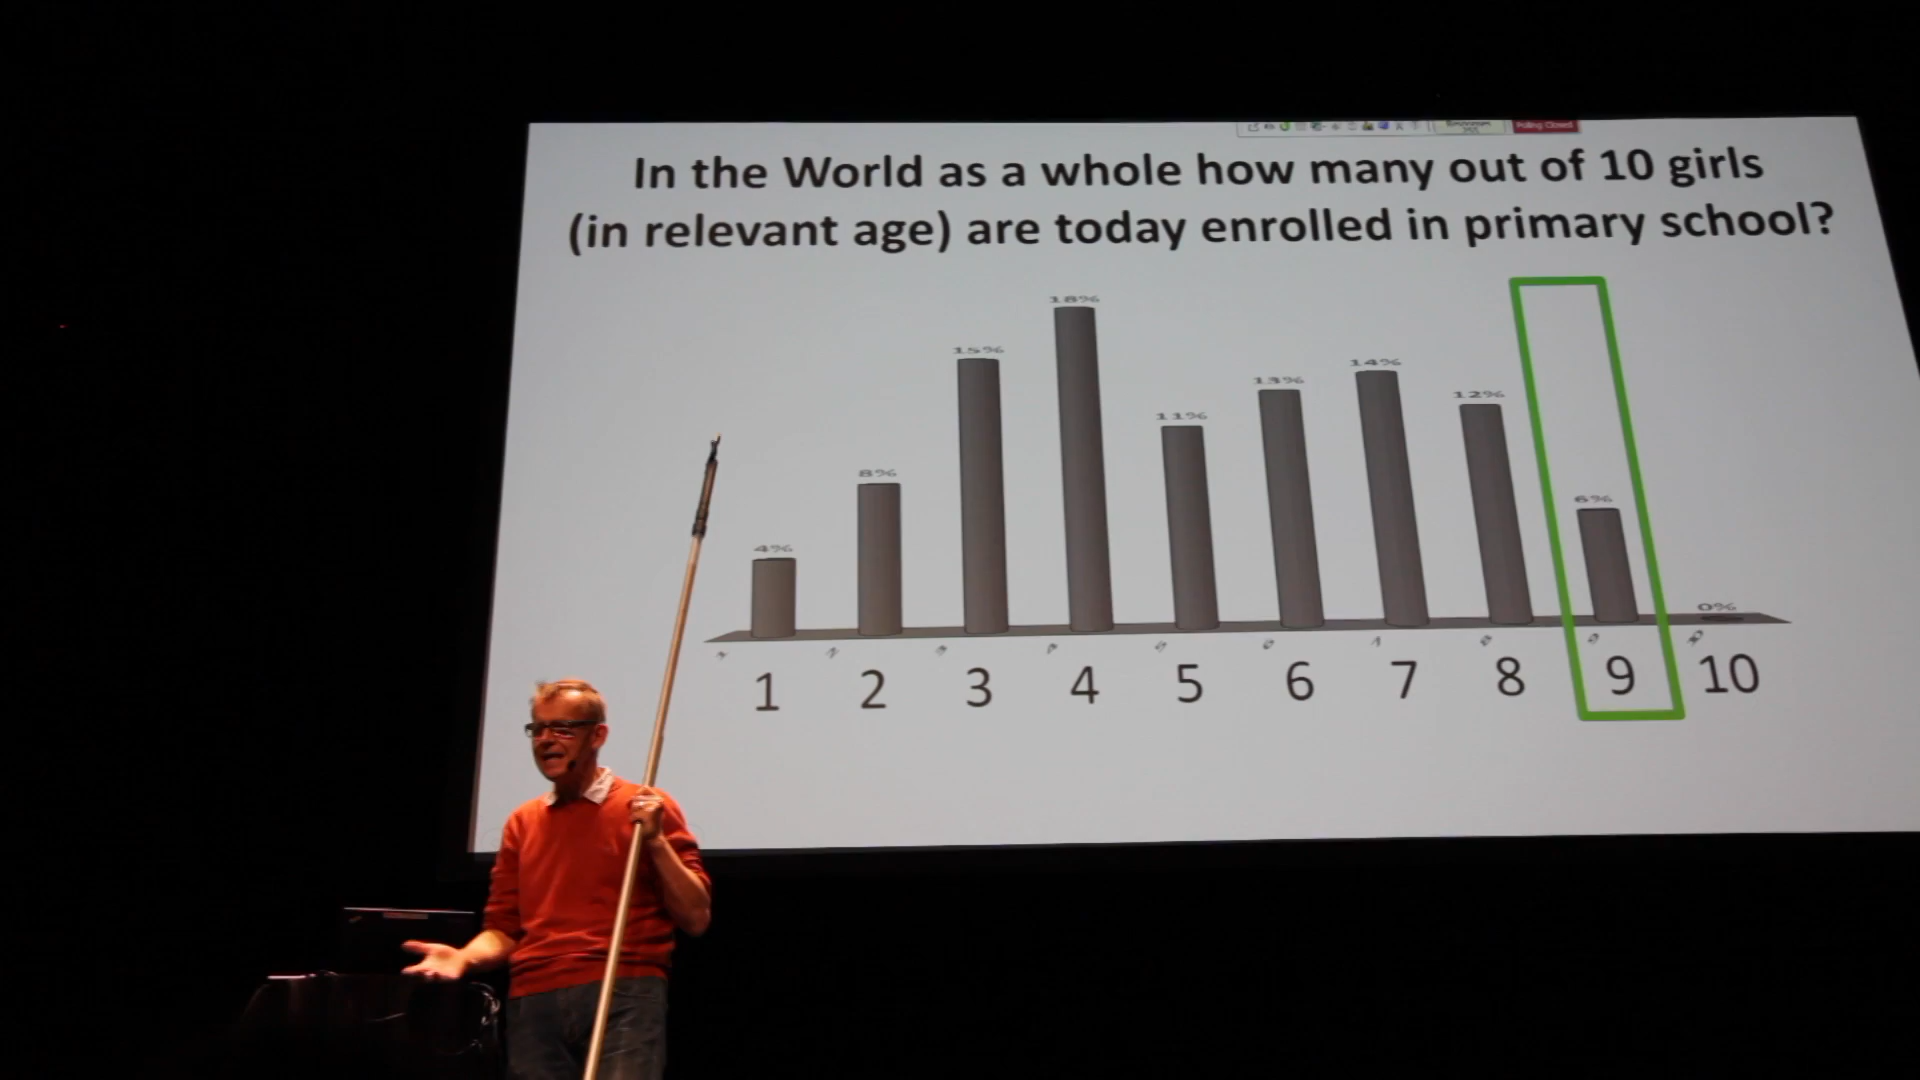 Polling Closed
In the World as a whole how many out of 10 girls
(in relevant age) are today enrolled in primary school?
4% 8% 15% 18% 11% 13% 14% 12% 6% 0%
1 2 3 4 5 6 7 8 9 10